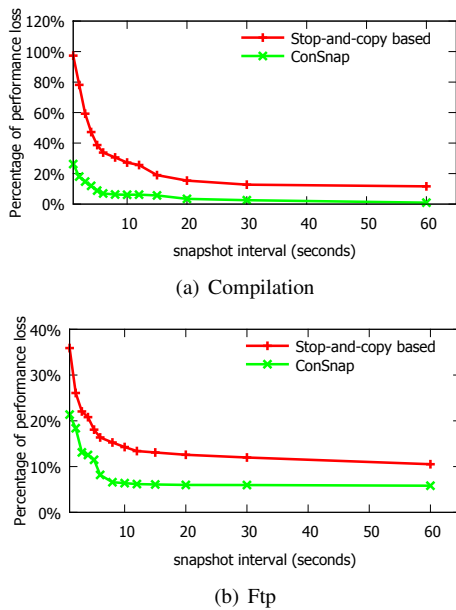 120%
100%
80%
60%
40%
20%
0%
Percentage of performance loss
Stop-and-copy based
ConSnap
10 20 30 40 50 60
snapshot interval (seconds)
(a) Compilation
40%
30%
20%
10%
0%
Percentage of performance loss
Stop-and-copy based
ConSnap
10 20 30 40 50 60
snapshot interval (seconds)
(b) Ftp